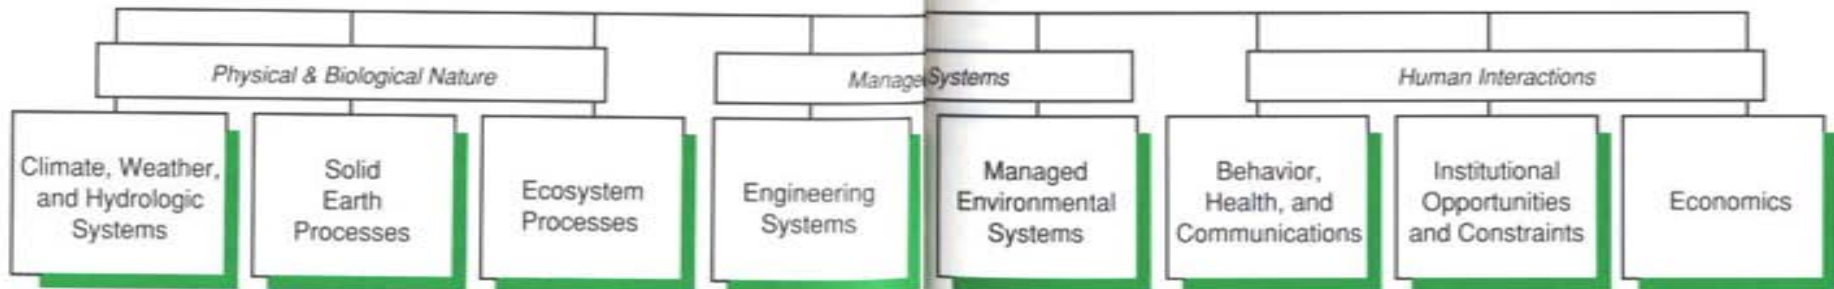 Physical & Biological Nature
Manage Systems
Human Interactions
Climate, Weather,
and Hydrologic
Systems
Solid
Earth
Processes
Ecosystem
Processes
Engineering
Systems
Managed
Environmental
Systems
Behavior,
Health, and
Communications
Institutional
Opportunities
and Constraints
Economics